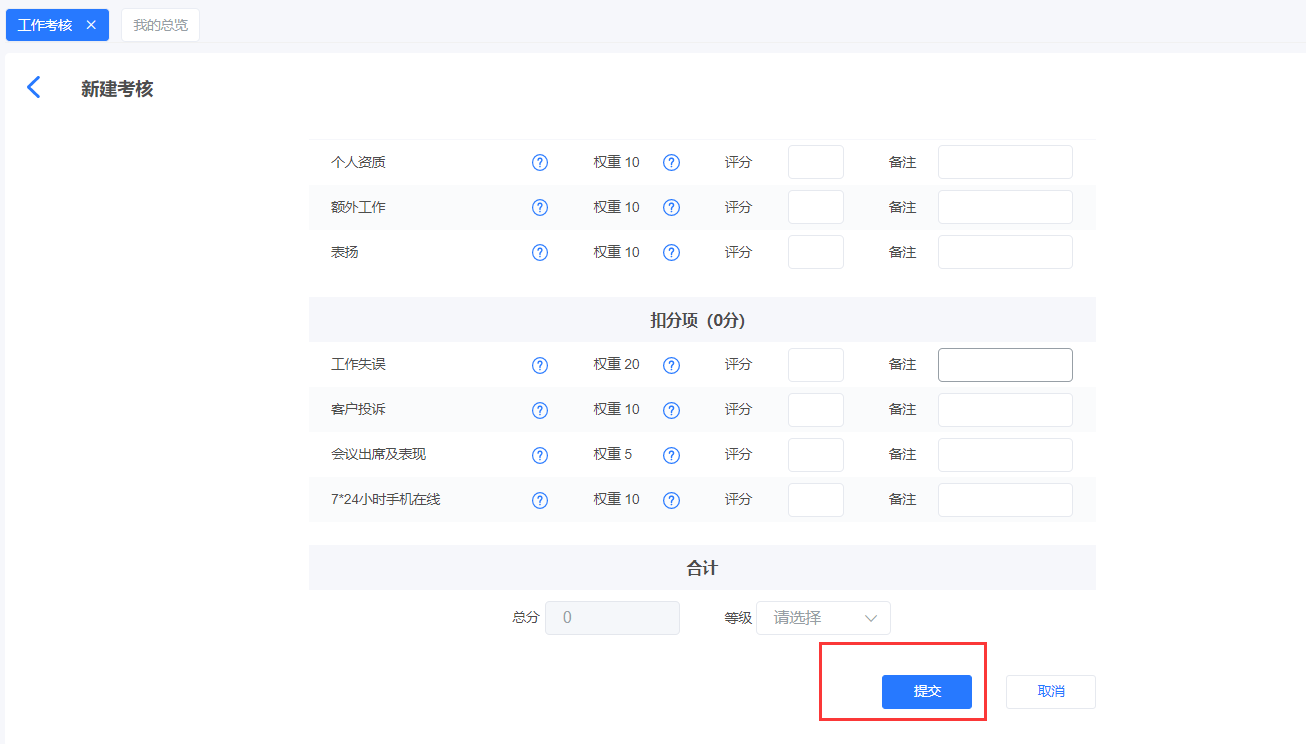 工作考核 × 我的总览
新建考核
个人资质 ? 权重 10 ? 评分 备注
额外工作 ? 权重 10 ? 评分 备注
表扬 ? 权重 10 ? 评分 备注
扣分项（0分)
工作失误 ? 权重 20 ? 评分 备注
客户投诉 ? 权重 10 ? 评分 备注
会议出席及表现 ? 权重 5 ? 评分 备注
7*24小时手机在线 ? 权重 10 ? 评分 备注
合计
总分 0 等级 请选择
提交 取消